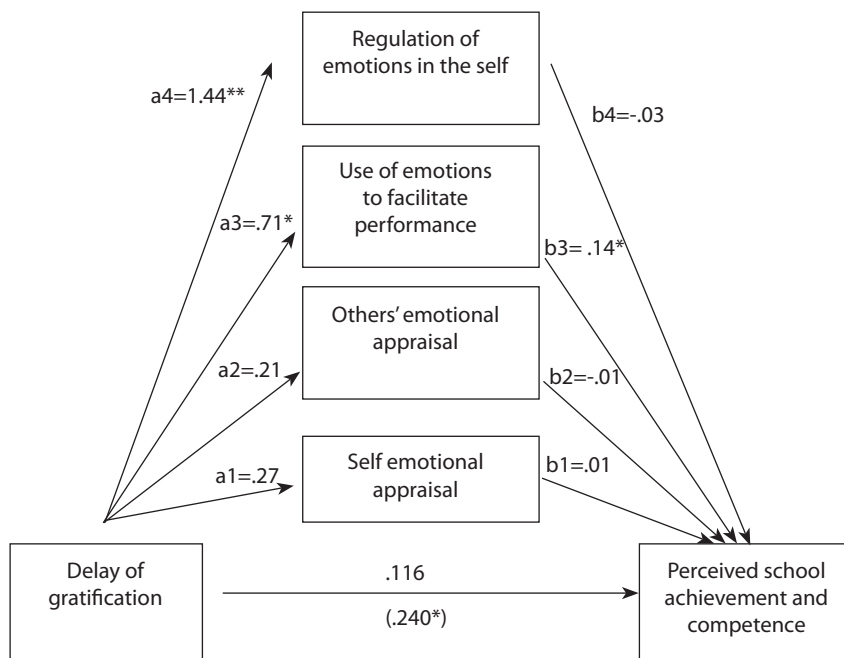 Regulation of
emotions in the self
a4=1.44**
b4=-.03
Use of emotions
to facilitate
performance
a3=.71*
b3= .14*
Others’ emotional
appraisal
a2=.21
b2=-.01
Self emotional
appraisal
a1=.27
b1=.01
Delay of
gratification
.116
(.240*)
Perceived school
achievement and
competence